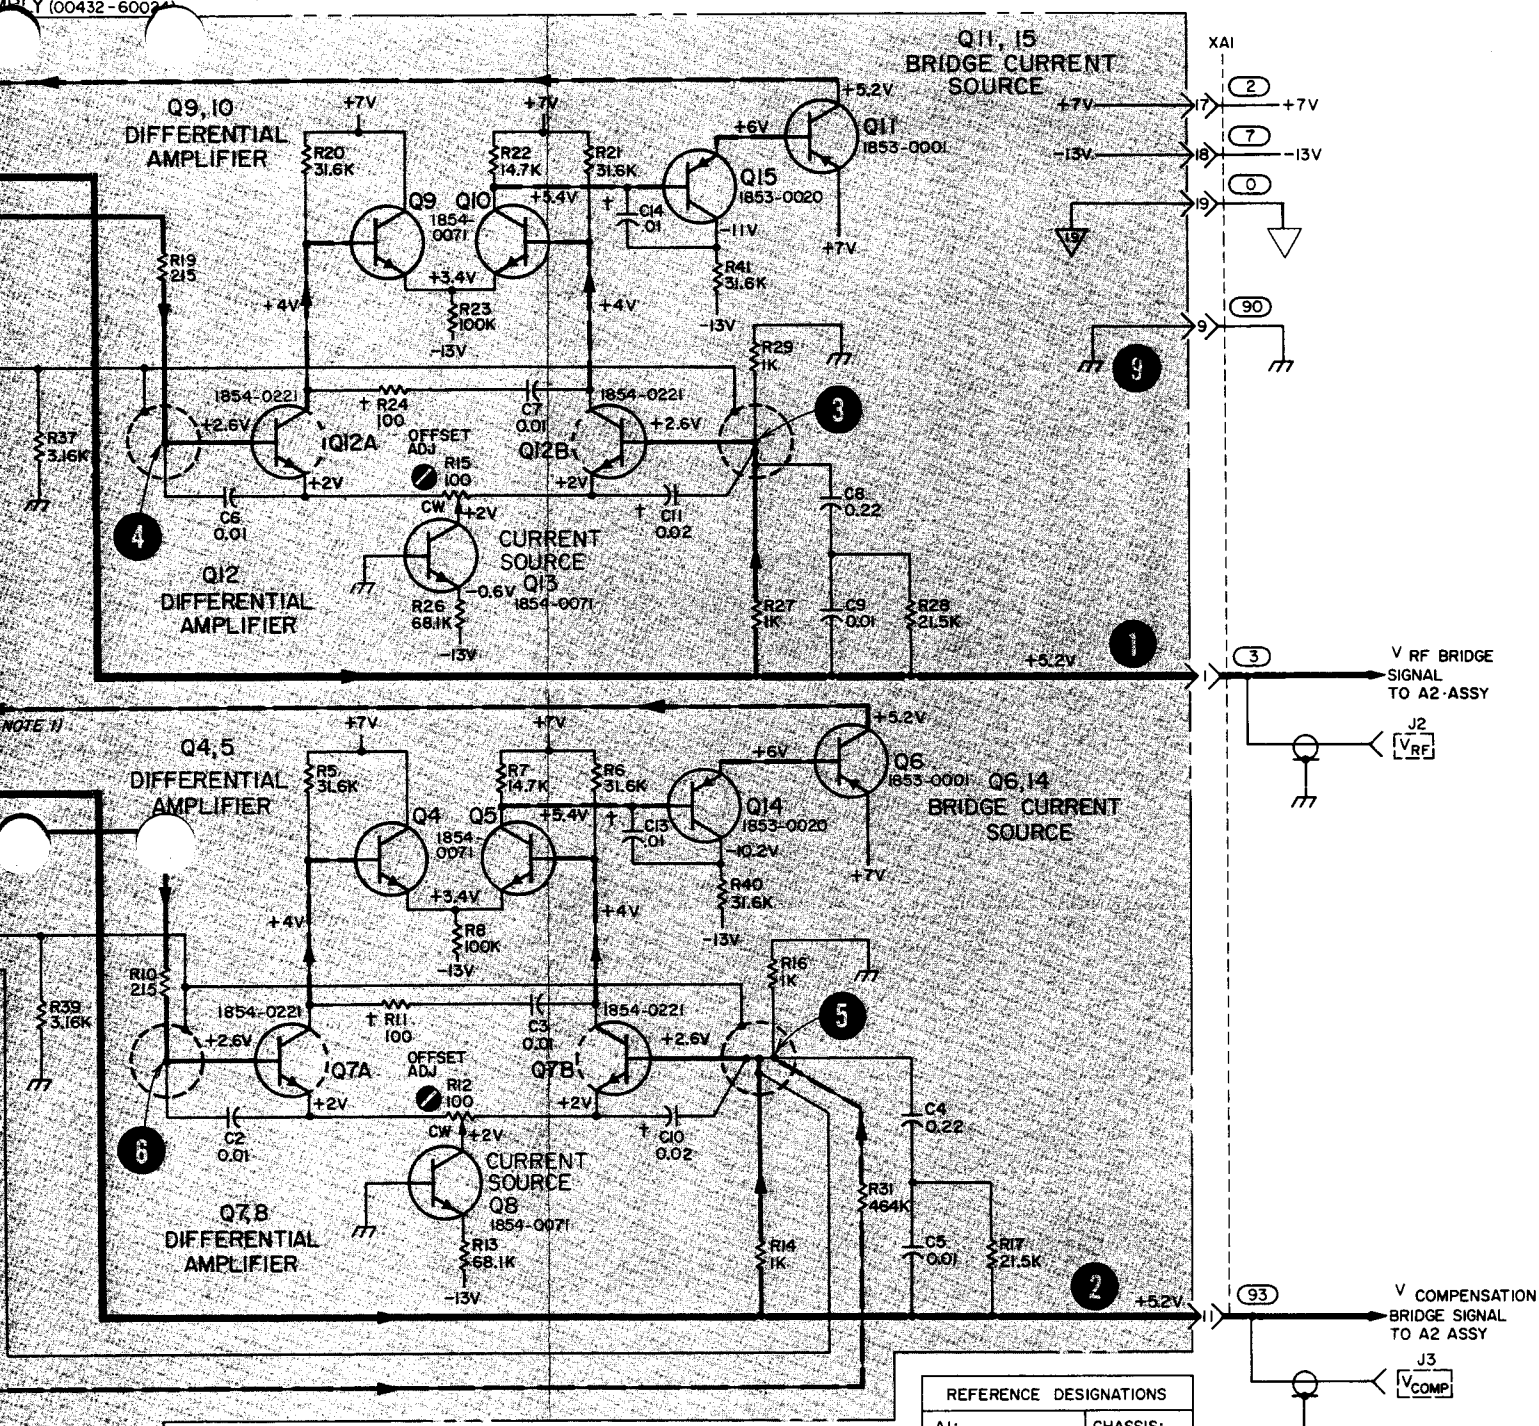 (00432-60024)
Q11, 15
BRIDGE CURRENT
SOURCE
XA1
Q9,10
DIFFERENTIAL
AMPLIFIER
+7V
+7V
+5.2V
+6V
Q11
1853-0001
+7V
17
2
+7V
-13V
18
7
-13V
19
0
19
9
90
9
R20
31.6K
R22
14.7K
R21
31.6K
Q15
1853-0020
Q9
Q10
1854-
0071
+5.4V
†
C14
.01
-11V
+7V
R19
215
+3.4V
R41
31.6K
+4V
R23
100K
+4V
-13V
-13V
R29
1K
1854-0221
† R24
100
C7
0.01
1854-0221
3
R37
3.16K
+2.6V
Q12A
OFFSET
ADJ
R15
100
Q12B
+2.6V
+2V
+2V
C6
0.01
CW
+2V
†
C11
0.02
C8
0.22
4
CURRENT
SOURCE
Q13
1854-0071
Q12
DIFFERENTIAL
AMPLIFIER
-0.6V
R26
68.1K
-13V
R27
1K
C9
0.01
R28
21.5K
1
+5.2V
1
3
V RF BRIDGE
SIGNAL
TO A2 ASSY
J2
VRF
NOTE 1)
Q4,5
DIFFERENTIAL
AMPLIFIER
+7V
+7V
+5.2V
R5
31.6K
R7
14.7K
R6
31.6K
+6V
Q6
1853-0001
Q6,14
BRIDGE CURRENT
SOURCE
Q4
Q5
1854-
0071
+5.4V
†
C13
.01
Q14
1853-0020
-10.2V
+7V
+3.4V
R40
31.6K
+4V
R8
100K
+4V
-13V
-13V
R16
1K
R10
215
R39
3.16K
1854-0221
† R11
100
C3
0.01
1854-0221
5
+2.6V
Q7A
OFFSET
ADJ
R12
100
Q7B
+2.6V
+2V
+2V
C2
0.01
CW
+2V
†
C10
0.02
C4
0.22
6
CURRENT
SOURCE
Q8
1854-0071
Q7,8
DIFFERENTIAL
AMPLIFIER
R13
68.1K
-13V
R31
464K
R14
1K
C5
0.01
R17
21.5K
2
+5.2V
11
93
V COMPENSATION
BRIDGE SIGNAL
TO A2 ASSY
J3
VCOMP
REFERENCE DESIGNATIONS
A1:
CHASSIS: